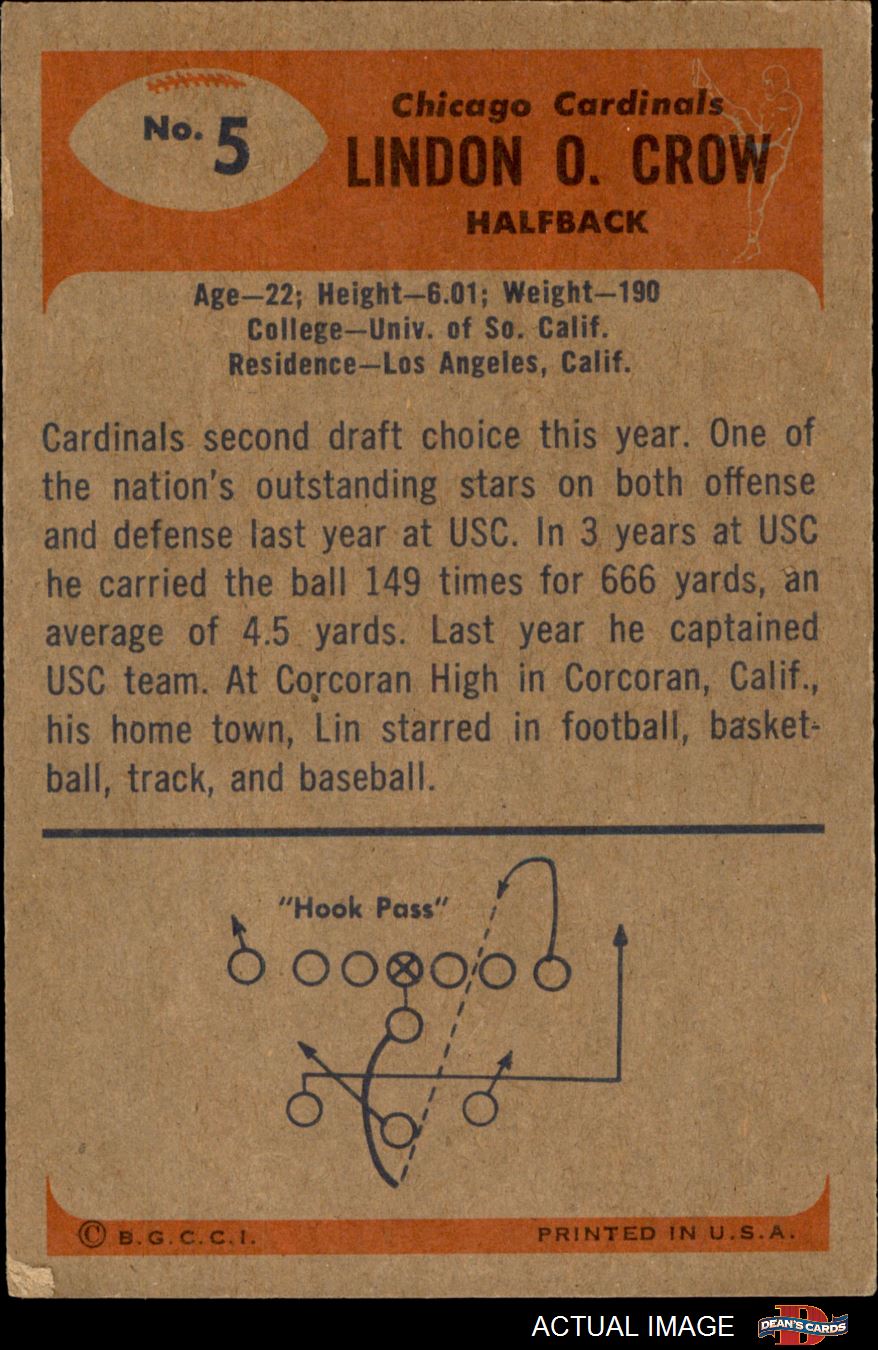 No. 5
Chicago Cardinals
LINDON O. CROW
HALFBACK
Age—22; Height—6.01; Weight—190
College—Univ. of So. Calif.
Residence—Los Angeles, Calif.
Cardinals second draft choice this year. One of
the nation's outstanding stars on both offense
and defense last year at USC. In 3 years at USC
he carried the ball 149 times for 666 yards, an
average of 4.5 yards. Last year he captained
USC team. At Corcoran High in Corcoran, Calif.,
his home town, Lin starred in football, basket-
ball, track, and baseball.
"Hook Pass"
© B.G.C.C.I.
PRINTED IN U.S.A.
ACTUAL IMAGE
D
DEAN'S CARDS